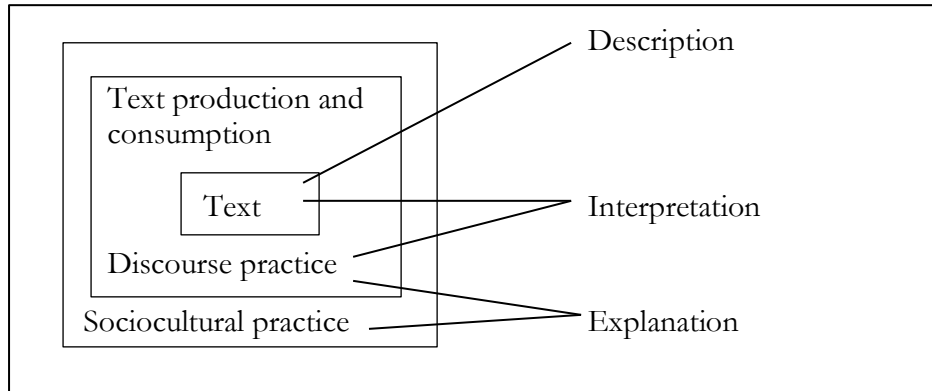 Description
Text production and
consumption
Text
Interpretation
Discourse practice
Sociocultural practice
Explanation